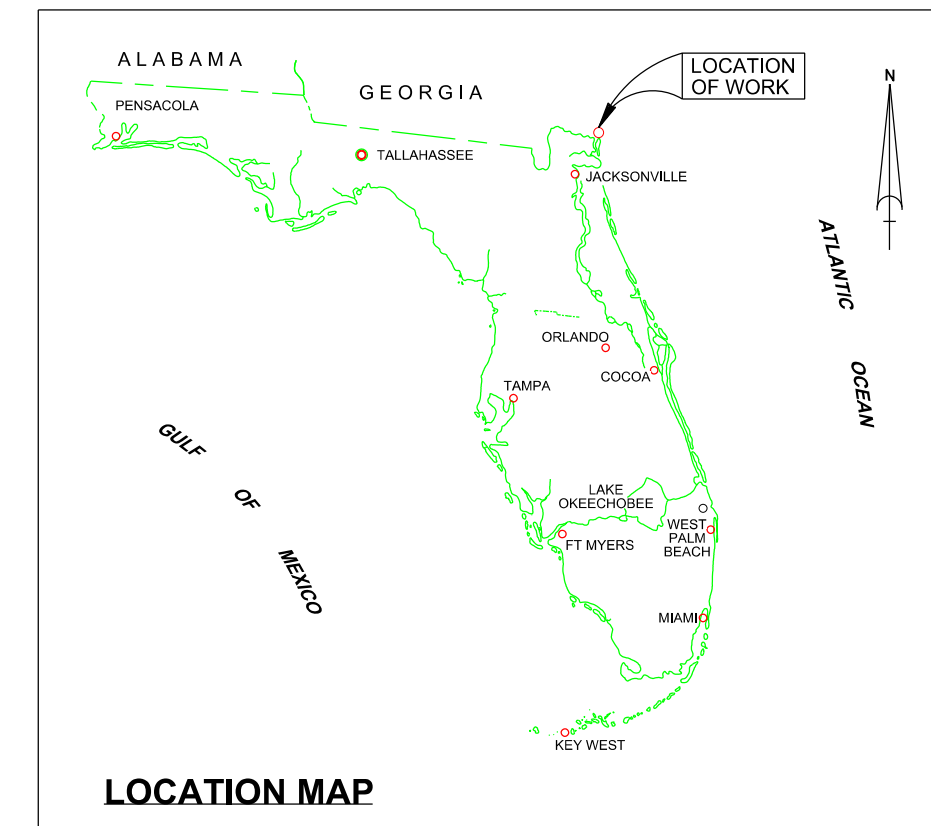 ALABAMA
GEORGIA
LOCATION
OF WORK
N
PENSACOLA
TALLAHASSEE
JACKSONVILLE
ATLANTIC
OCEAN
ORLANDO
COCOA
TAMPA
GULF
OF
MEXICO
LAKE
OKEECHOBEE
WEST
PALM
BEACH
FT MYERS
MIAMI
KEY WEST
LOCATION MAP